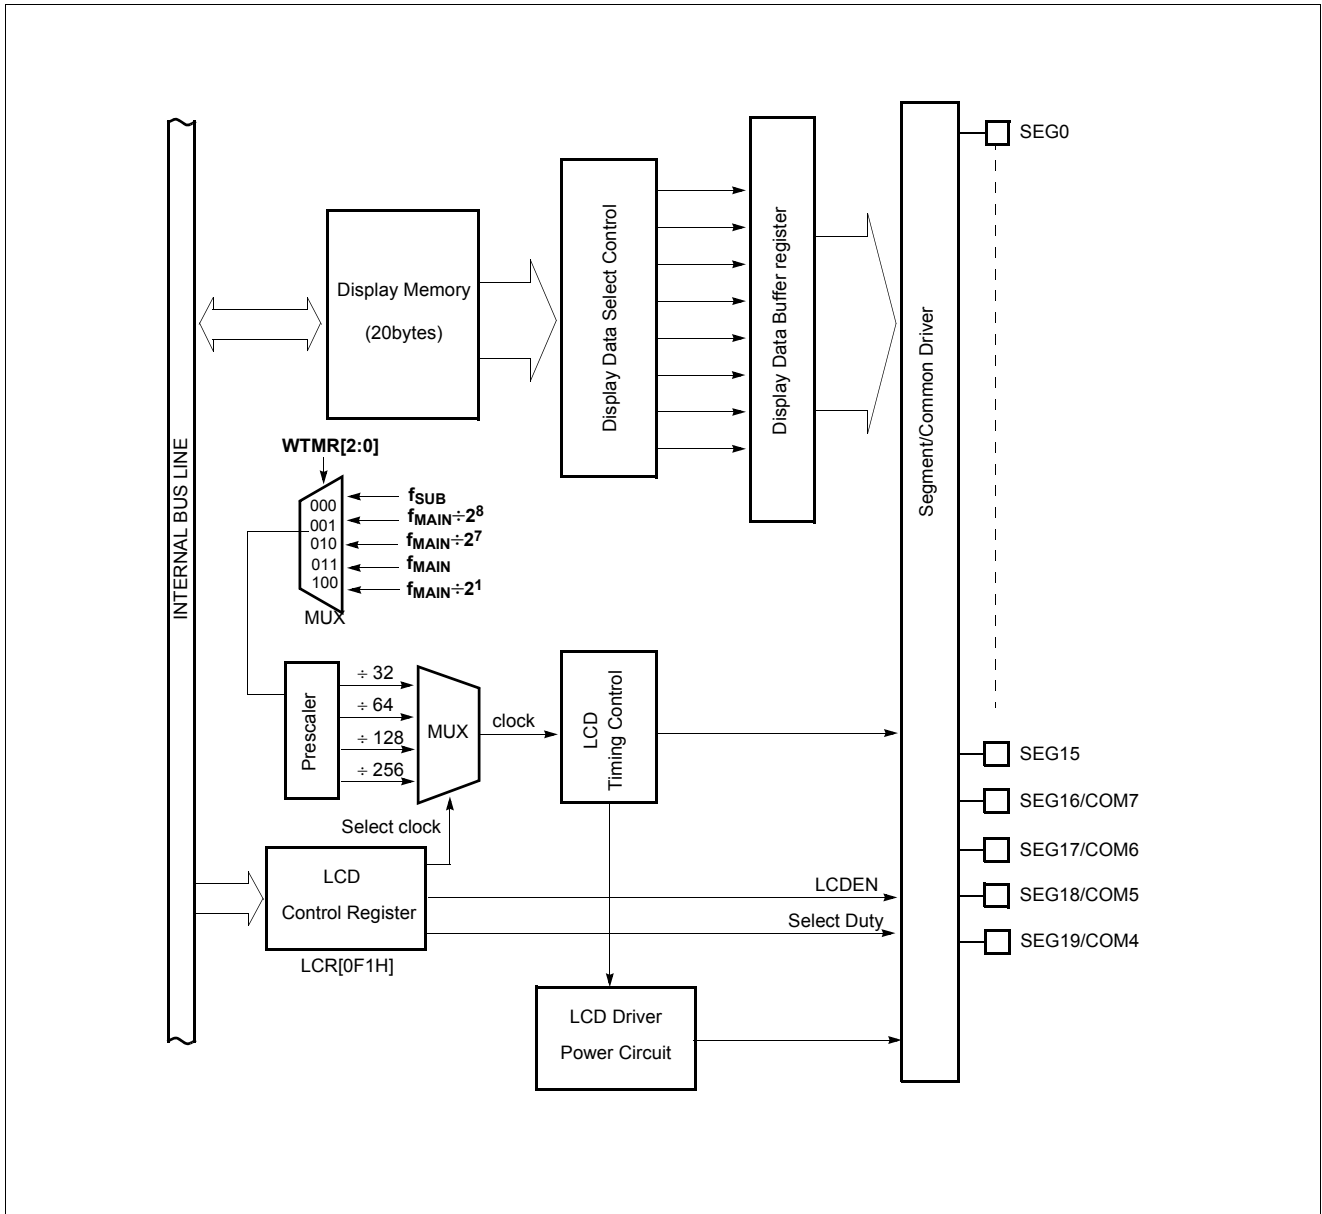 SEG0
Display Memory
(20bytes)
Display Data Select Control
Display Data Buffer register
Segment/Common Driver
INTERNAL BUS LINE
WTMR[2:0]
000
001
010
011
100
MUX
fSUB
fMAIN÷2⁸
fMAIN÷2⁷
fMAIN
fMAIN÷2¹
Prescaler
÷ 32
÷ 64
÷ 128
÷ 256
MUX
clock
LCD
Timing Control
Select clock
LCD
Control Register
LCR[0F1H]
LCDEN
Select Duty
LCD Driver
Power Circuit
SEG15
SEG16/COM7
SEG17/COM6
SEG18/COM5
SEG19/COM4